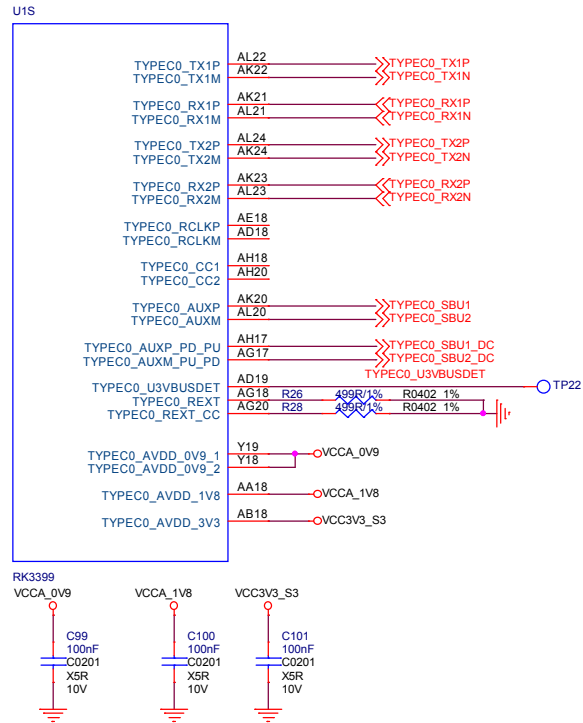 U1S
TYPEC0_TX1P AL22 TYPEC0_TX1P
TYPEC0_TX1M AK22 TYPEC0_TX1N
TYPEC0_RX1P AK21 TYPEC0_RX1P
TYPEC0_RX1M AL21 TYPEC0_RX1N
TYPEC0_TX2P AL24 TYPEC0_TX2P
TYPEC0_TX2M AK24 TYPEC0_TX2N
TYPEC0_RX2P AK23 TYPEC0_RX2P
TYPEC0_RX2M AL23 TYPEC0_RX2N
TYPEC0_RCLKP AE18
TYPEC0_RCLKM AD18
TYPEC0_CC1 AH18
TYPEC0_CC2 AH20
TYPEC0_AUXP AK20 TYPEC0_SBU1
TYPEC0_AUXM AL20 TYPEC0_SBU2
TYPEC0_AUXP_PD_PU AH17 TYPEC0_SBU1_DC
TYPEC0_AUXM_PU_PD AG17 TYPEC0_SBU2_DC
TYPEC0_U3VBUSDET
TYPEC0_U3VBUSDET AD19 TP22
TYPEC0_REXT AG18 R26 499R/1% R0402 1%
TYPEC0_REXT_CC AG20 R28 499R/1% R0402 1%
TYPEC0_AVDD_0V9_1 Y19 VCCA_0V9
TYPEC0_AVDD_0V9_2 Y18
TYPEC0_AVDD_1V8 AA18 VCCA_1V8
TYPEC0_AVDD_3V3 AB18 VCC3V3_S3
RK3399
VCCA_0V9 VCCA_1V8 VCC3V3_S3
C99 C100 C101
100nF 100nF 100nF
C0201 C0201 C0201
X5R X5R X5R
10V 10V 10V